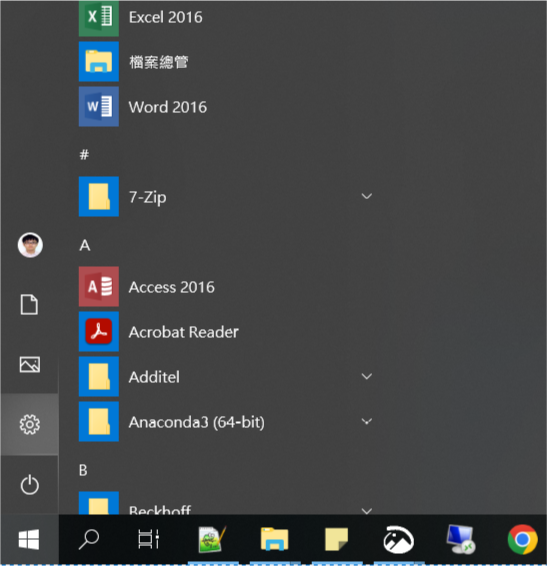 Excel 2016
檔案總管
Word 2016
#
7-Zip
A
Access 2016
Acrobat Reader
Additel
Anaconda3 (64-bit)
B
Beckhoff